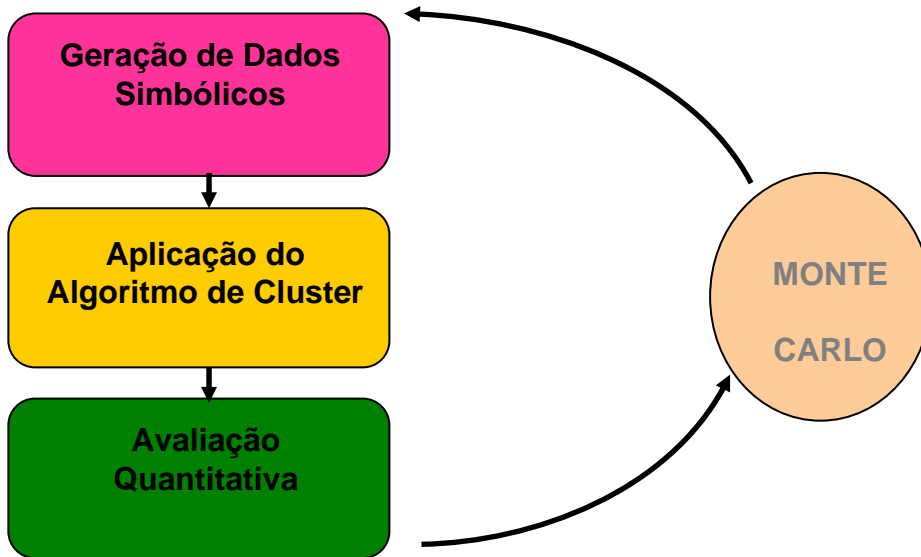 Geração de Dados
Simbólicos
Aplicação do
Algoritmo de Cluster
Avaliação
Quantitativa
MONTE
CARLO